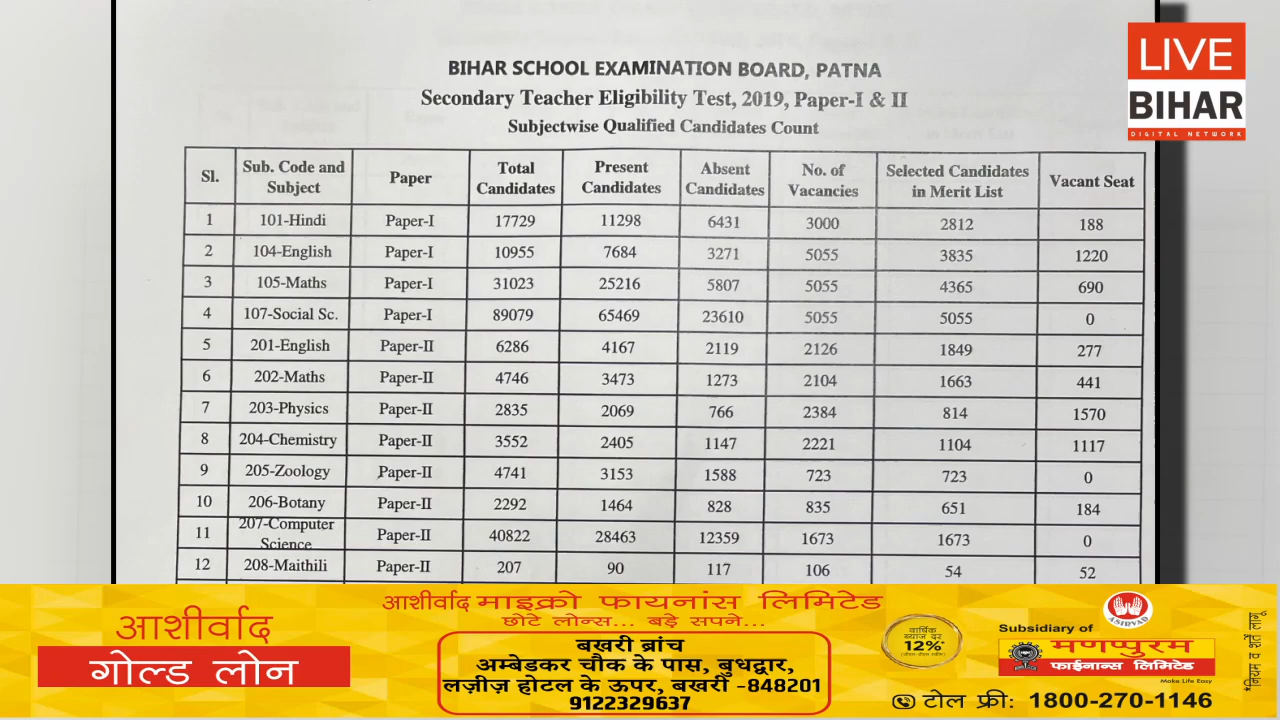 BIHAR SCHOOL EXAMINATION BOARD, PATNA
Secondary Teacher Eligibility Test, 2019, Paper-I & II
Subjectwise Qualified Candidates Count
LIVE
BIHAR
DIGITAL NETWORK
Sl. Sub. Code and Subject Paper Total Candidates Present Candidates Absent Candidates No. of Vacancies Selected Candidates in Merit List Vacant Seat
1 101-Hindi Paper-I 17729 11298 6431 3000 2812 188
2 104-English Paper-I 10955 7684 3271 5055 3835 1220
3 105-Maths Paper-I 31023 25216 5807 5055 4365 690
4 107-Social Sc. Paper-I 89079 65469 23610 5055 5055 0
5 201-English Paper-II 6286 4167 2119 2126 1849 277
6 202-Maths Paper-II 4746 3473 1273 2104 1663 441
7 203-Physics Paper-II 2835 2069 766 2384 814 1570
8 204-Chemistry Paper-II 3552 2405 1147 2221 1104 1117
9 205-Zoology Paper-II 4741 3153 1588 723 723 0
10 206-Botany Paper-II 2292 1464 828 835 651 184
11 207-Computer Science Paper-II 40822 28463 12359 1673 1673 0
12 208-Maithili Paper-II 207 90 117 106 54 52
आशीर्वाद
गोल्ड लोन
आशीर्वाद माइक्रो फायनांस लिमिटेड
छोटे लोन्स... बड़े सपने...
बखरी ब्रांच
अम्बेडकर चौक के पास, बुधद्वार,
लज़ीज़ होटल के ऊपर, बखरी -848201
9122329637
वार्षिक
ब्याज दर
12%*
ASIRVAD
Subsidiary of
मणप्पुरम
फाईनान्स लिमिटेड
Make Life Easy
टोल फ्री: 1800-270-1146
*नियम व शर्तें लागू